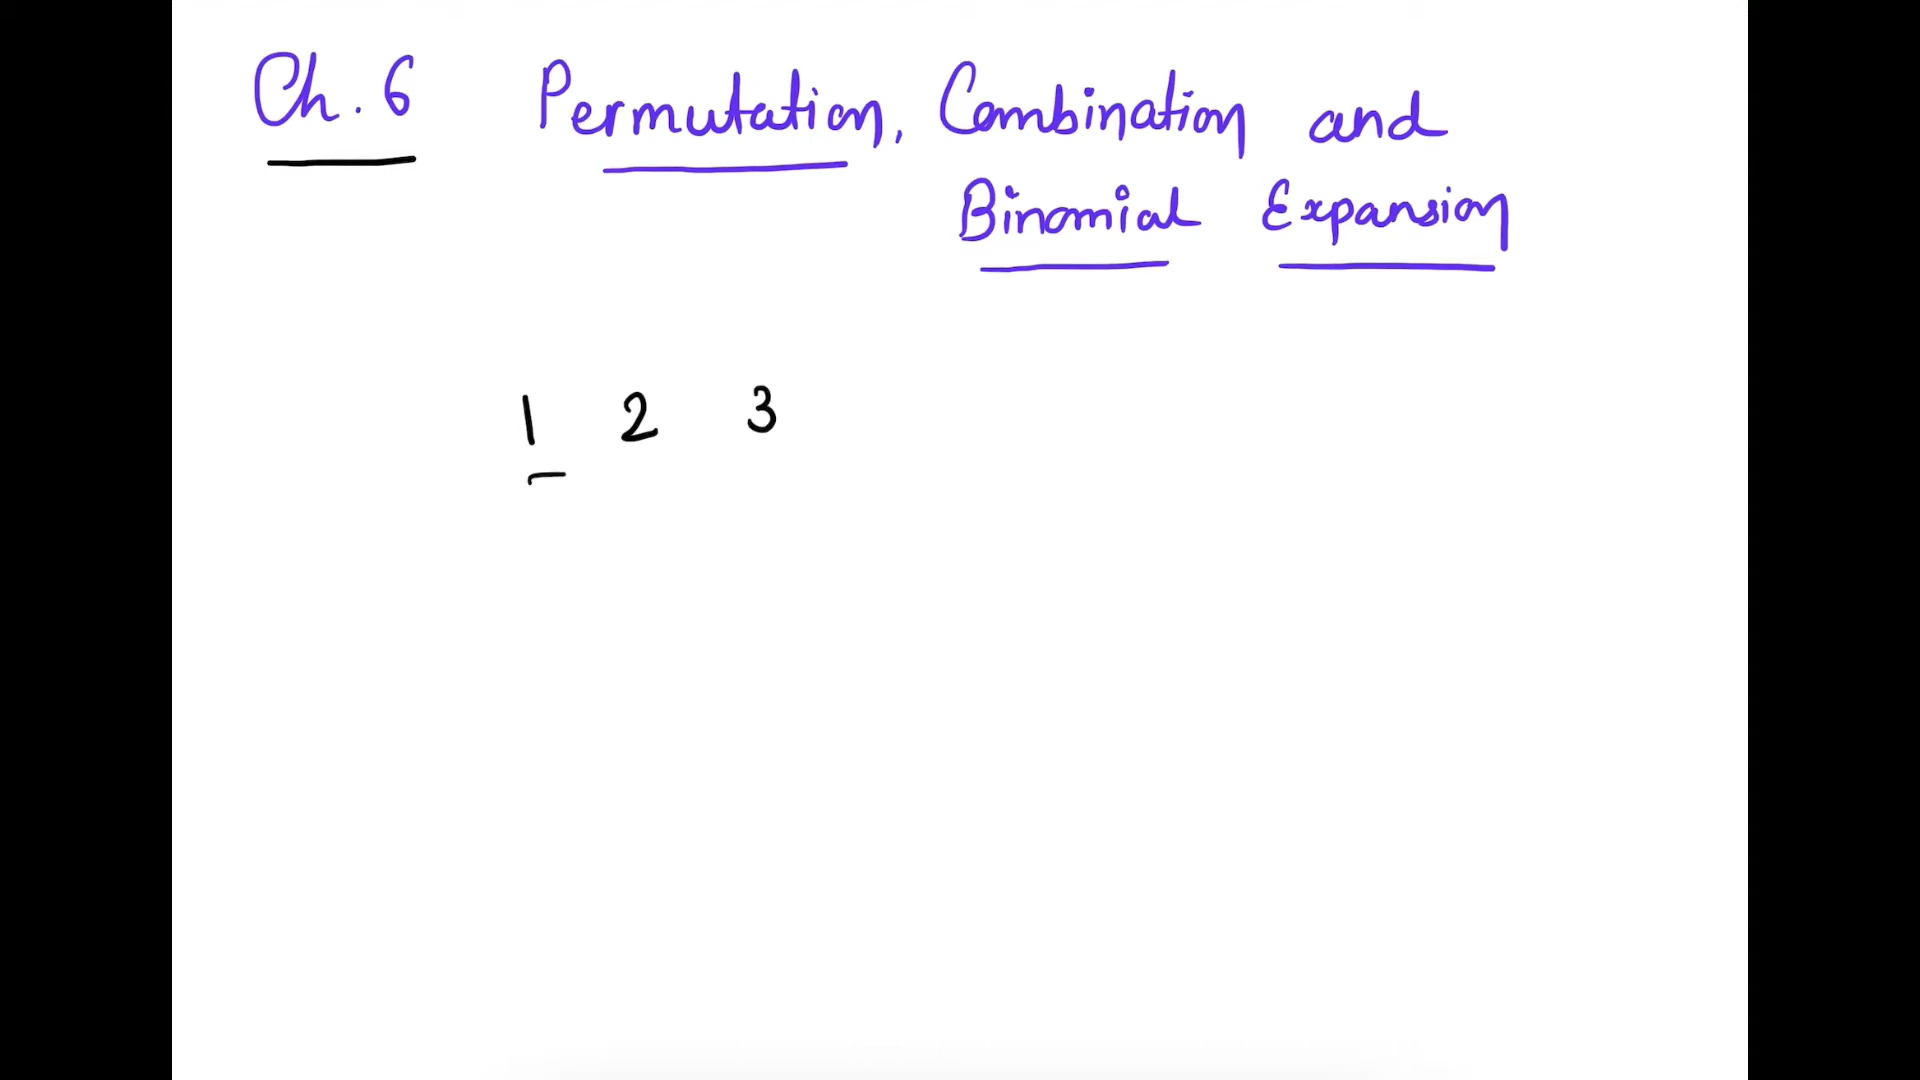 Ch. 6 Permutation, Combination and
Binomial Expansion
1 2 3